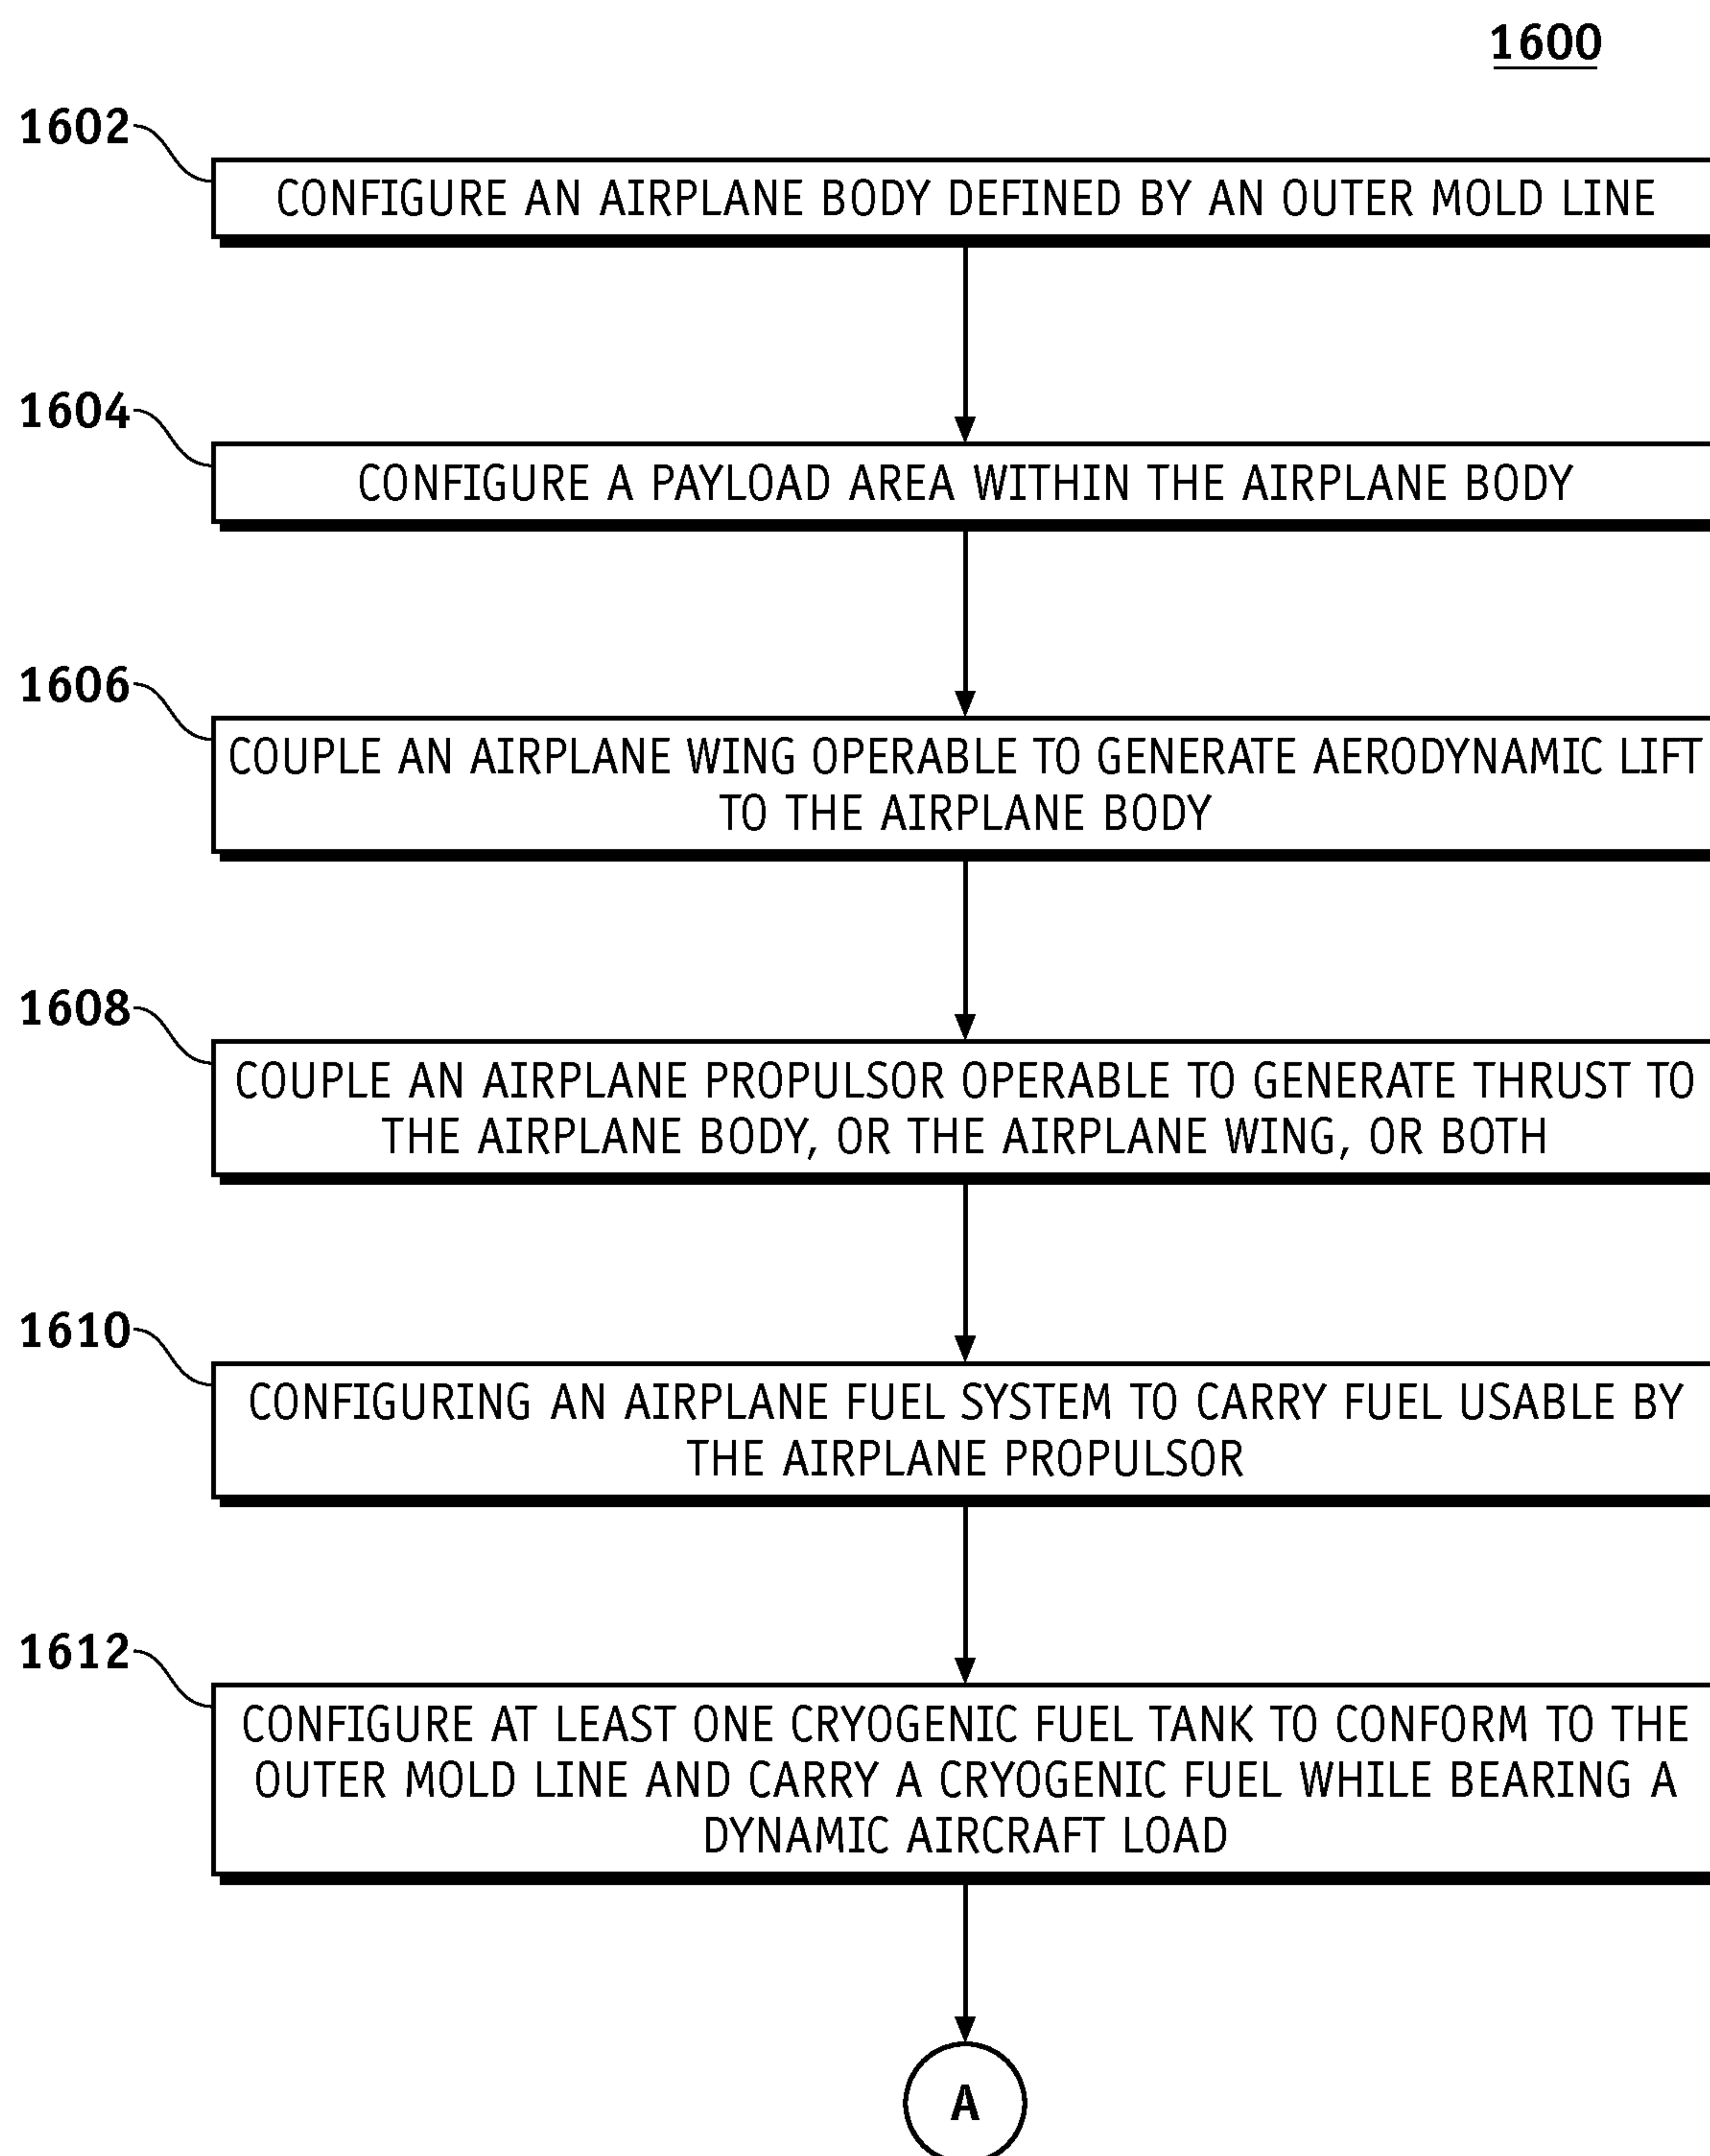 1600
1602
CONFIGURE AN AIRPLANE BODY DEFINED BY AN OUTER MOLD LINE
1604
CONFIGURE A PAYLOAD AREA WITHIN THE AIRPLANE BODY
1606
COUPLE AN AIRPLANE WING OPERABLE TO GENERATE AERODYNAMIC LIFT
TO THE AIRPLANE BODY
1608
COUPLE AN AIRPLANE PROPULSOR OPERABLE TO GENERATE THRUST TO
THE AIRPLANE BODY, OR THE AIRPLANE WING, OR BOTH
1610
CONFIGURING AN AIRPLANE FUEL SYSTEM TO CARRY FUEL USABLE BY
THE AIRPLANE PROPULSOR
1612
CONFIGURE AT LEAST ONE CRYOGENIC FUEL TANK TO CONFORM TO THE
OUTER MOLD LINE AND CARRY A CRYOGENIC FUEL WHILE BEARING A
DYNAMIC AIRCRAFT LOAD
A